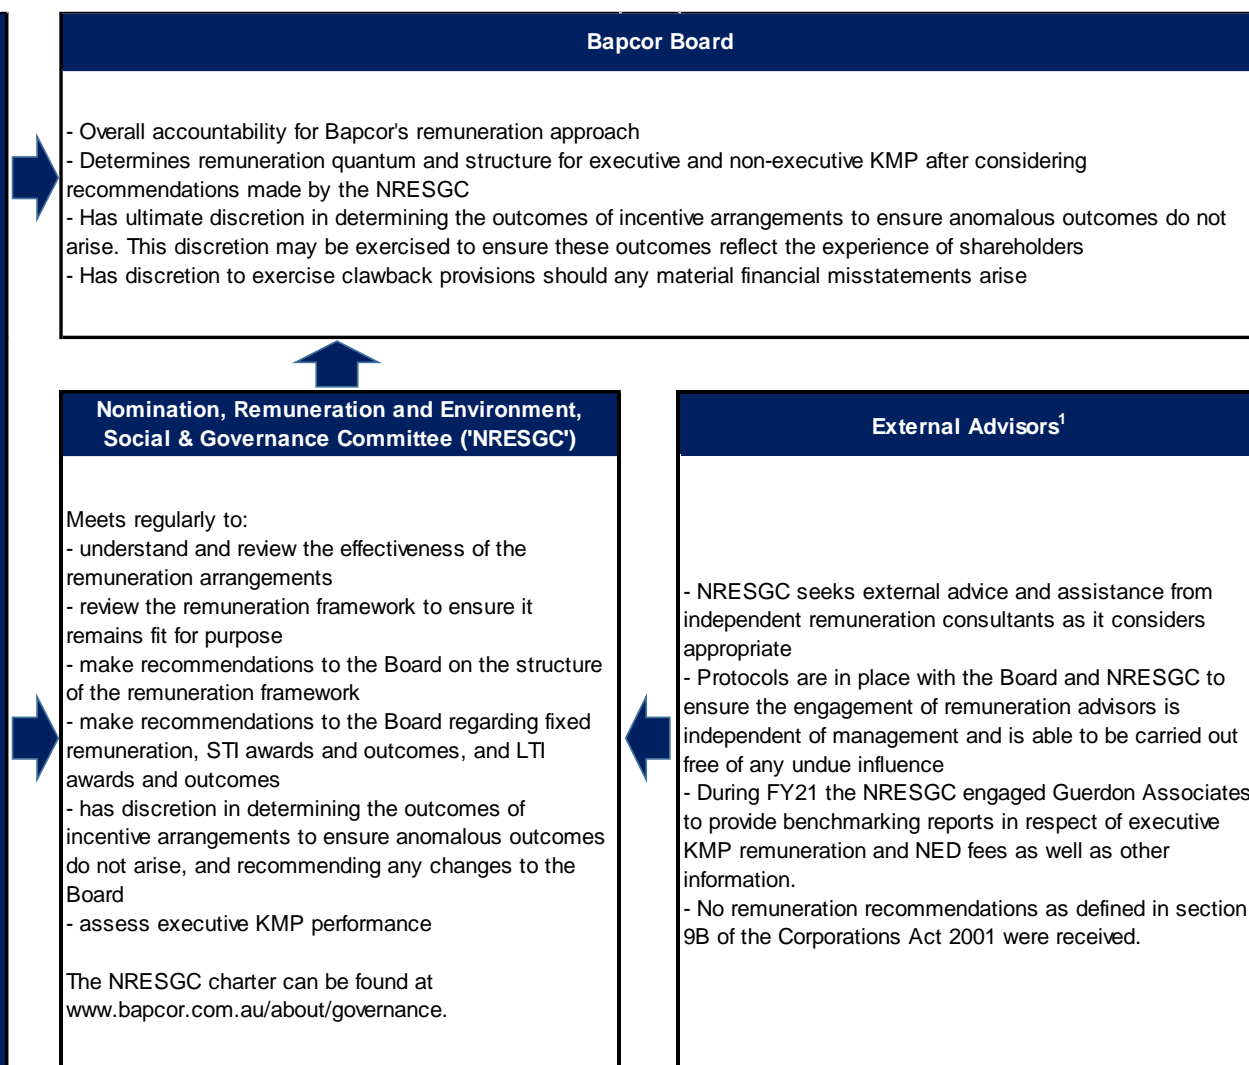 Bapcor Board
- Overall accountability for Bapcor's remuneration approach
- Determines remuneration quantum and structure for executive and non-executive KMP after considering
recommendations made by the NRESGC
- Has ultimate discretion in determining the outcomes of incentive arrangements to ensure anomalous outcomes do not
arise. This discretion may be exercised to ensure these outcomes reflect the experience of shareholders
- Has discretion to exercise clawback provisions should any material financial misstatements arise
Nomination, Remuneration and Environment,
Social & Governance Committee ('NRESGC')
Meets regularly to:
- understand and review the effectiveness of the
remuneration arrangements
- review the remuneration framework to ensure it
remains fit for purpose
- make recommendations to the Board on the structure
of the remuneration framework
- make recommendations to the Board regarding fixed
remuneration, STI awards and outcomes, and LTI
awards and outcomes
- has discretion in determining the outcomes of
incentive arrangements to ensure anomalous outcomes
do not arise, and recommending any changes to the
Board
- assess executive KMP performance
The NRESGC charter can be found at
www.bapcor.com.au/about/governance.
External Advisors¹
- NRESGC seeks external advice and assistance from
independent remuneration consultants as it considers
appropriate
- Protocols are in place with the Board and NRESGC to
ensure the engagement of remuneration advisors is
independent of management and is able to be carried out
free of any undue influence
- During FY21 the NRESGC engaged Guerdon Associates
to provide benchmarking reports in respect of executive
KMP remuneration and NED fees as well as other
information.
- No remuneration recommendations as defined in section
9B of the Corporations Act 2001 were received.